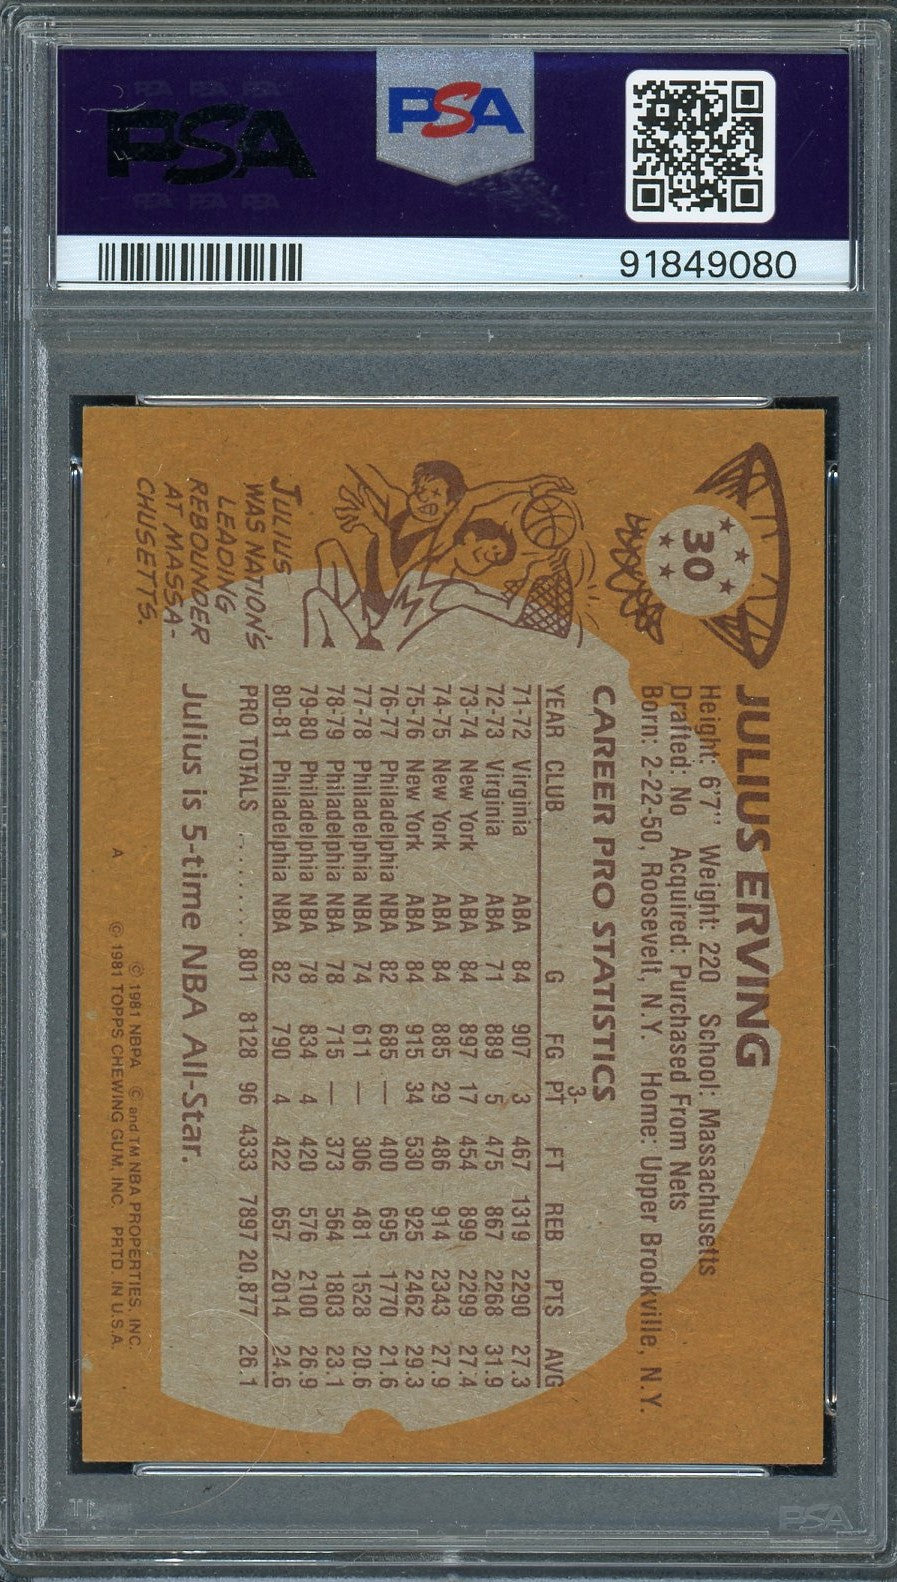 PSA
PSA
91849080
30
JULIUS ERVING
Height: 6'7" Weight: 220 School: Massachusetts
Drafted: No Acquired: Purchased From Nets
Born: 2-22-50, Roosevelt, N.Y. Home: Upper Brookville, N.Y.
CAREER PRO STATISTICS
YEAR CLUB G FG 3-PT FT REB PTS AVG
71-72 Virginia ABA 84 907 3 467 1319 2290 27.3
72-73 Virginia ABA 71 889 5 475 867 2268 31.9
73-74 New York ABA 84 897 17 454 899 2299 27.4
74-75 New York ABA 84 885 29 486 914 2343 27.9
75-76 New York ABA 84 915 34 530 925 2462 29.3
76-77 Philadelphia NBA 82 685 — 400 695 1770 21.6
77-78 Philadelphia NBA 74 611 — 306 481 1528 20.6
78-79 Philadelphia NBA 78 715 — 373 564 1803 23.1
79-80 Philadelphia NBA 78 834 4 420 576 2100 26.9
80-81 Philadelphia NBA 82 790 4 422 657 2014 24.6
PRO TOTALS .......... 801 8128 96 4333 7897 20,877 26.1
Julius is 5-time NBA All-Star.
JULIUS
WAS NATION'S
LEADING
REBOUNDER
AT MASSA-
CHUSETTS.
© 1981 NBPA © and TM NBA PROPERTIES, INC.
A © 1981 TOPPS CHEWING GUM, INC. PRTD. IN U.S.A.
PSA